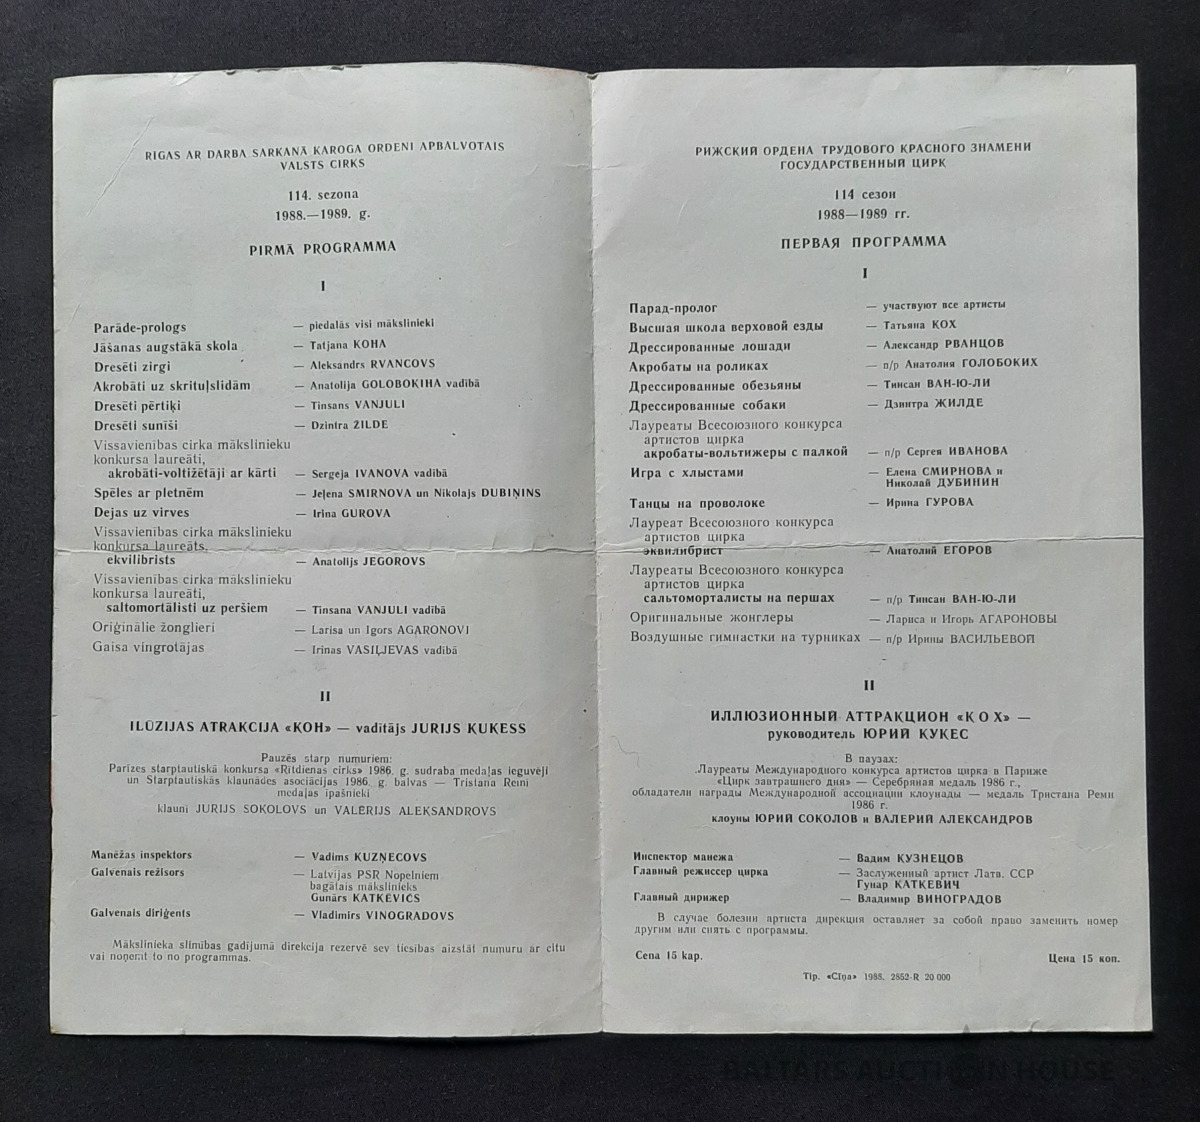 RĪGAS AR DARBA SARKANĀ KAROGA ORDENI APBALVOTAIS
VALSTS CIRKS
114. sezona
1988.—1989. g.
PIRMĀ PROGRAMMA
I
Parāde-prologs — piedalās visi mākslinieki
Jāšanas augstākā skola — Tatjana KOHA
Dresēti zirgi — Aleksandrs RVANCOVS
Akrobāti uz skrituļslidām — Anatolija GOLOBOKIHA vadībā
Dresēti pērtiķi — Tinsans VANJULI
Dresēti sunīši — Dzintra ŽILDE
Vissavienības cirka mākslinieku
konkursa laureāti,
akrobāti-voltižētāji ar kārti — Sergeja IVANOVA vadībā
Spēles ar pletnēm — Jeļena SMIRNOVA un Nikolajs DUBIŅINS
Dejas uz virves — Irina GUROVA
Vissavienības cirka mākslinieku
konkursa laureāts,
ekvilibrists — Anatolijs JEGOROVS
Vissavienības cirka mākslinieku
konkursa laureāti,
saltomortālisti uz peršiem — Tinsana VANJULI vadībā
Oriģinālie žonglieri — Larisa un Igors AGARONOVI
Gaisa vingrotājas — Irinas VASIĻJEVAS vadībā
II
ILŪZIJAS ATRAKCIJA «KOH» — vadītājs JURIJS KUKESS
Pauzēs starp numuriem:
Parīzes starptautiskā konkursa «Rītdienas cirks» 1986. g. sudraba medaļas ieguvēji
un Starptautiskās klaunādes asociācijas 1986. g. balvas — Tristana Remi
medaļas īpašnieki
klauni JURIJS SOKOLOVS un VALĒRIJS ALEKSANDROVS
Manēžas inspektors — Vadims KUZŅECOVS
Galvenais režisors — Latvijas PSR Nopelniem
bagātais mākslinieks
Gunārs KATKEVICS
Galvenais diriģents — Vladimirs VINOGRADOVS
Mākslinieka slimības gadījumā direkcija rezervē sev tiesības aizstāt numuru ar citu
vai noņemt to no programmas.
РИЖСКИЙ ОРДЕНА ТРУДОВОГО КРАСНОГО ЗНАМЕНИ
ГОСУДАРСТВЕННЫЙ ЦИРК
114 сезон
1988—1989 гг.
ПЕРВАЯ ПРОГРАММА
I
Парад-пролог — участвуют все артисты
Высшая школа верховой езды — Татьяна КОХ
Дрессированные лошади — Александр РВАНЦОВ
Акробаты на роликах — п/р Анатолия ГОЛОБОКИХ
Дрессированные обезьяны — Тинсан ВАН-Ю-ЛИ
Дрессированные собаки — Дзинтра ЖИЛДЕ
Лауреаты Всесоюзного конкурса
артистов цирка
акробаты-вольтижеры с палкой — п/р Сергея ИВАНОВА
Игра с хлыстами — Елена СМИРНОВА и
Николай ДУБИНИН
Танцы на проволоке — Ирина ГУРОВА
Лауреат Всесоюзного конкурса
артистов цирка
эквилибрист — Анатолий ЕГОРОВ
Лауреаты Всесоюзного конкурса
артистов цирка
сальтоморталисты на першах — п/р Тинсан ВАН-Ю-ЛИ
Оригинальные жонглеры — Лариса и Игорь АГАРОНОВЫ
Воздушные гимнастки на турниках — п/р Ирины ВАСИЛЬЕВОЙ
II
ИЛЛЮЗИОННЫЙ АТТРАКЦИОН «КОХ» —
руководитель ЮРИЙ КУКЕС
В паузах:
Лауреаты Международного конкурса артистов цирка в Париже
«Цирк завтрашнего дня» — Серебряная медаль 1986 г.,
обладатели награды Международной ассоциации клоунады — медаль Тристана Реми
1986 г.
клоуны ЮРИЙ СОКОЛОВ и ВАЛЕРИЙ АЛЕКСАНДРОВ
Инспектор манежа — Вадим КУЗНЕЦОВ
Главный режиссер цирка — Заслуженный артист Латв. ССР
Гунар КАТКЕВИЧ
Главный дирижер — Владимир ВИНОГРАДОВ
В случае болезни артиста дирекция оставляет за собой право заменить номер
другим или снять с программы.
Cena 15 kap. Цена 15 коп.
Tip. «Cīņa» 1988. 2852-R 20 000
BALTARS AUCTION HOUSE